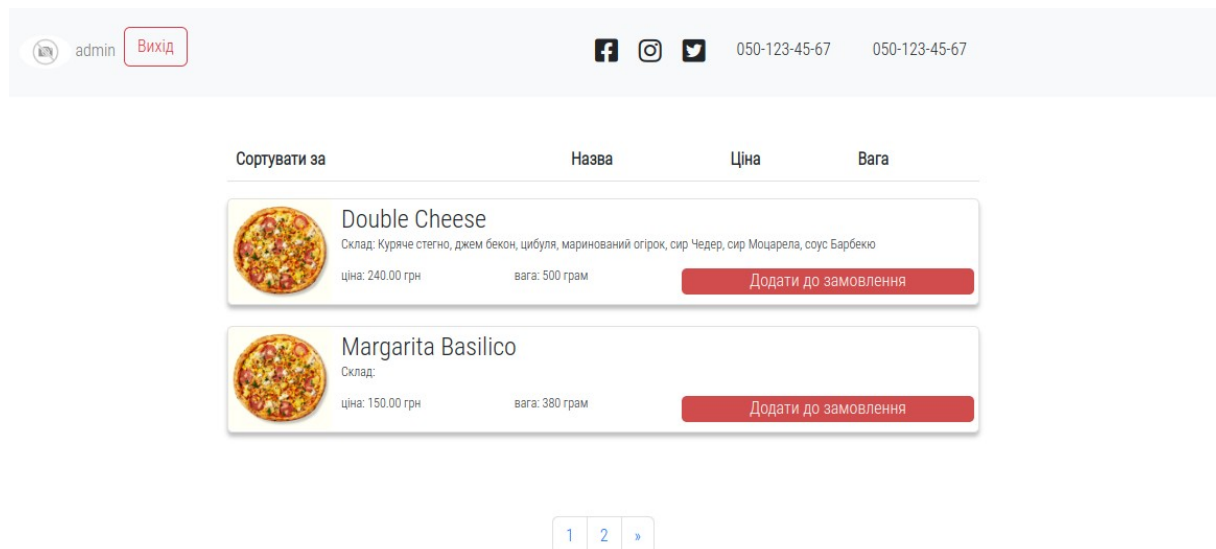 admin Вихід 050-123-45-67 050-123-45-67
Сортувати за Назва Ціна Вага
Double Cheese
Склад: Куряче стегно, джем бекон, цибуля, маринований огірок, сир Чедер, сир Моцарела, соус Барбекю
ціна: 240.00 грн вага: 500 грам Додати до замовлення
Margarita Basilico
Склад:
ціна: 150.00 грн вага: 380 грам Додати до замовлення
1 2 »